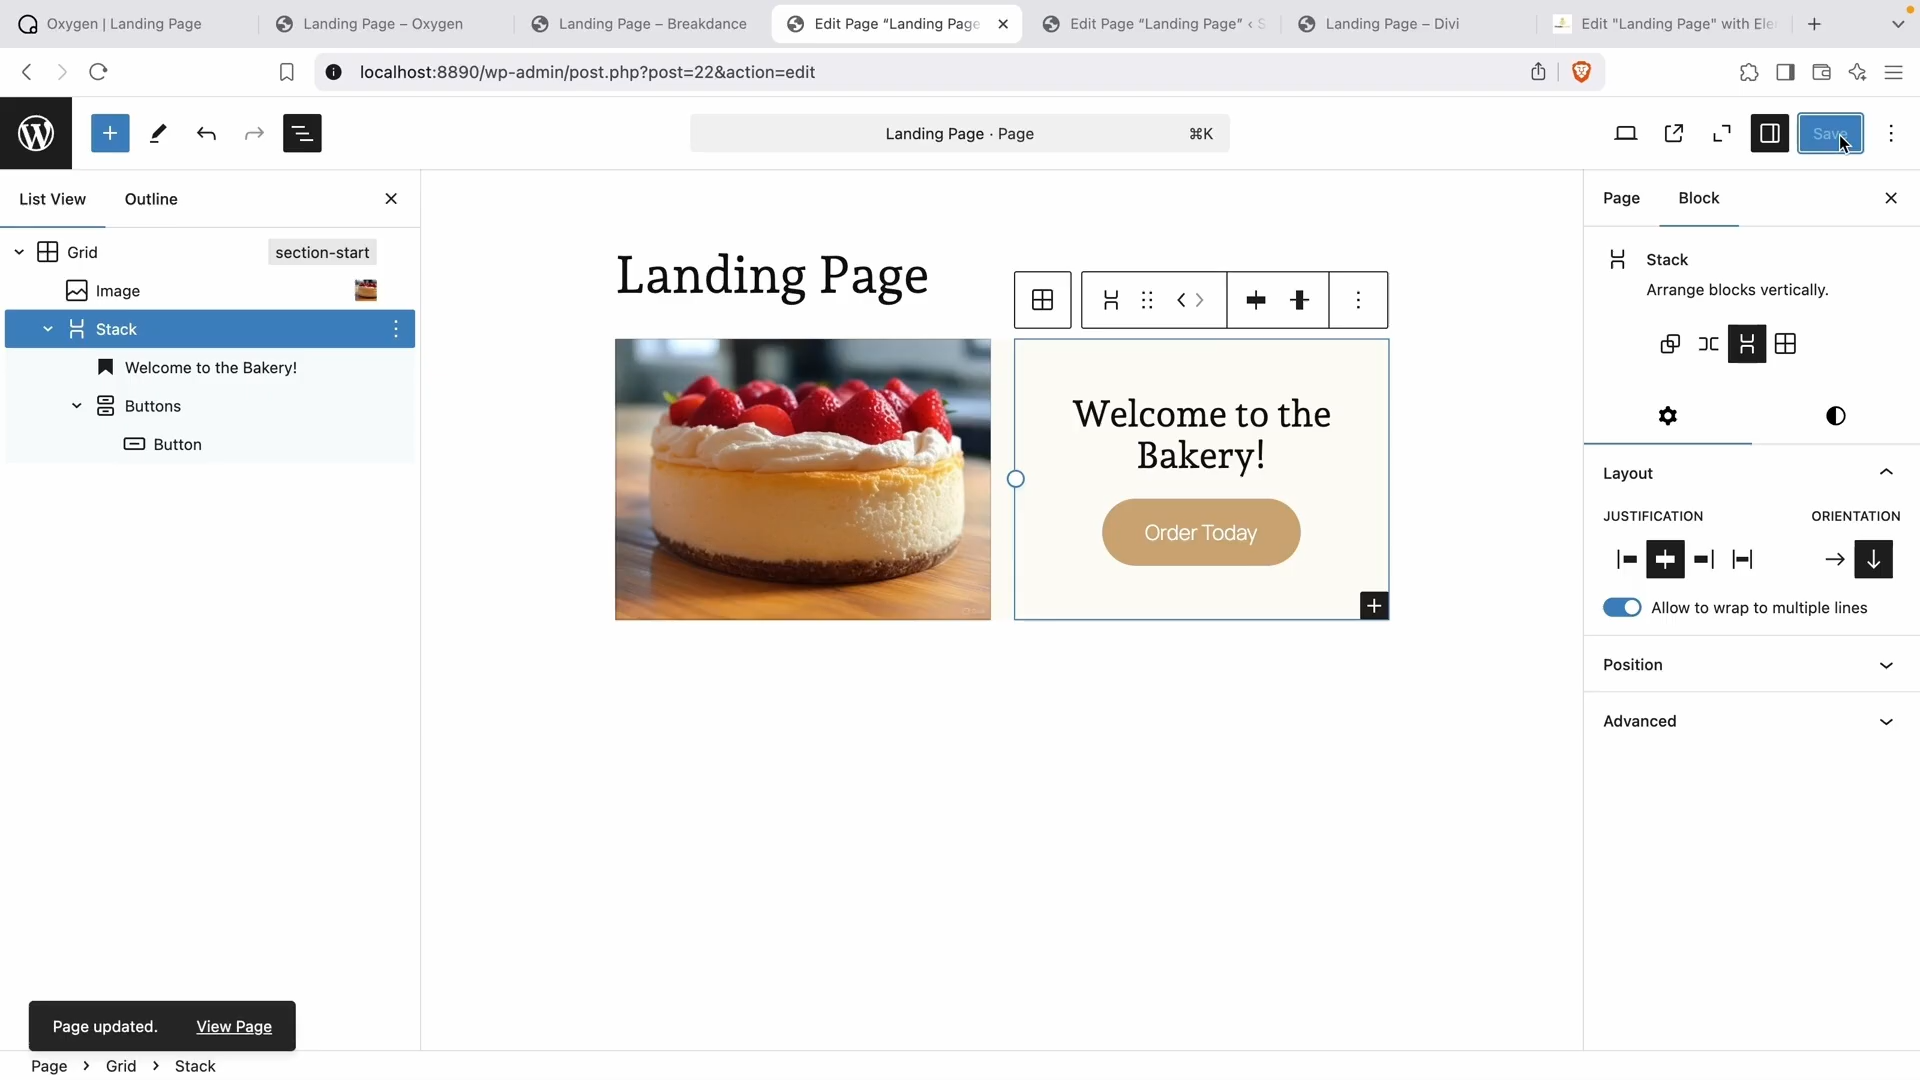 Oxygen | Landing Page
Landing Page – Oxygen
Landing Page – Breakdance
Edit Page “Landing Page
Edit Page “Landing Page” ‹ S
Landing Page – Divi
Edit "Landing Page" with Ele
localhost:8890/wp-admin/post.php?post=22&action=edit
Landing Page · Page
⌘K
Save
List View
Outline
Page
Block
Grid
section-start
Image
Stack
Welcome to the Bakery!
Buttons
Button
Landing Page
Welcome to the
Bakery!
Order Today
Stack
Arrange blocks vertically.
Layout
JUSTIFICATION
ORIENTATION
Allow to wrap to multiple lines
Position
Advanced
Page updated.
View Page
Page
Grid
Stack